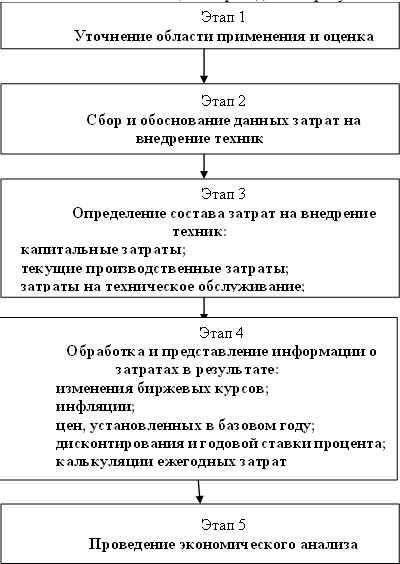 Этап 1
Уточнение области применения и оценка
Этап 2
Сбор и обоснование данных затрат на
внедрение техник
Этап 3
Определение состава затрат на внедрение
техник:
капитальные затраты;
текущие производственные затраты;
затраты на техническое обслуживание;
Этап 4
Обработка и представление информации о
затратах в результате:
изменения биржевых курсов;
инфляции;
цен, установленных в базовом году;
дисконтирования и годовой ставки процента;
калькуляции ежегодных затрат
Этап 5
Проведение экономического анализа